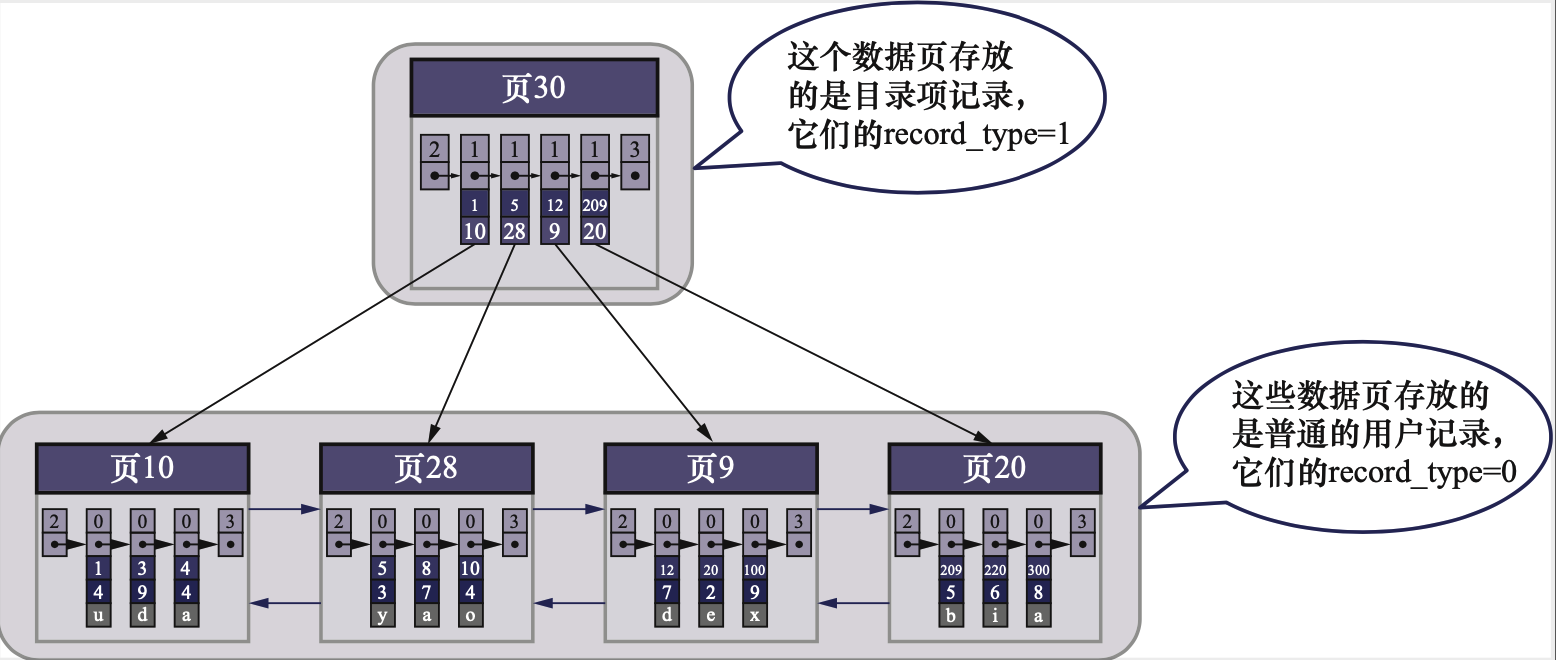 这个数据页存放
的是目录项记录，
它们的record_type=1
页30
2 1 1 1 1 3
1 5 12 209
10 28 9 20
这些数据页存放的
是普通的用户记录，
它们的record_type=0
页10
2 0 0 0 3
1 3 4
4 9 4
u d a
页28
2 0 0 0 3
5 8 10
3 7 4
y a o
页9
2 0 0 0 3
12 20 100
7 2 9
d e x
页20
2 0 0 0 3
209 220 300
5 6 8
b i a